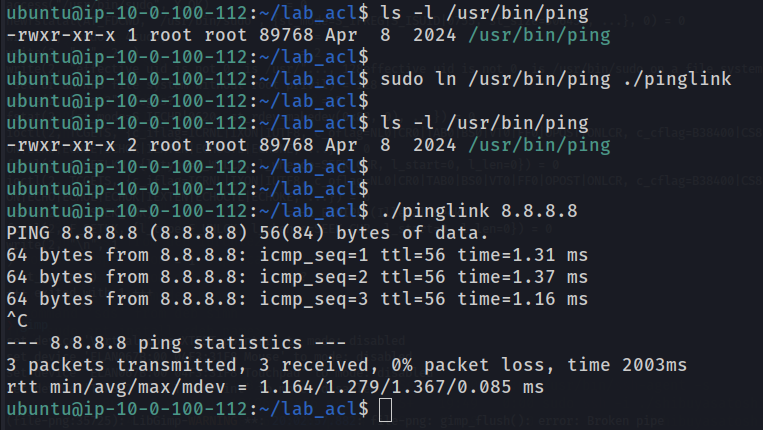 ubuntu@ip-10-0-100-112:~/lab_acl$ ls -l /usr/bin/ping
-rwxr-xr-x 1 root root 89768 Apr  8  2024 /usr/bin/ping
ubuntu@ip-10-0-100-112:~/lab_acl$
ubuntu@ip-10-0-100-112:~/lab_acl$ sudo ln /usr/bin/ping ./pinglink
ubuntu@ip-10-0-100-112:~/lab_acl$
ubuntu@ip-10-0-100-112:~/lab_acl$ ls -l /usr/bin/ping
-rwxr-xr-x 2 root root 89768 Apr  8  2024 /usr/bin/ping
ubuntu@ip-10-0-100-112:~/lab_acl$
ubuntu@ip-10-0-100-112:~/lab_acl$
ubuntu@ip-10-0-100-112:~/lab_acl$ ./pinglink 8.8.8.8
PING 8.8.8.8 (8.8.8.8) 56(84) bytes of data.
64 bytes from 8.8.8.8: icmp_seq=1 ttl=56 time=1.31 ms
64 bytes from 8.8.8.8: icmp_seq=2 ttl=56 time=1.37 ms
64 bytes from 8.8.8.8: icmp_seq=3 ttl=56 time=1.16 ms
^C
--- 8.8.8.8 ping statistics ---
3 packets transmitted, 3 received, 0% packet loss, time 2003ms
rtt min/avg/max/mdev = 1.164/1.279/1.367/0.085 ms
ubuntu@ip-10-0-100-112:~/lab_acl$